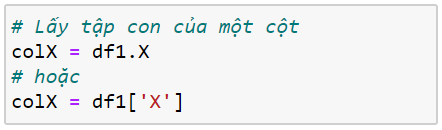 # Lấy tập con của một cột
colX = df1.X
# hoặc
colX = df1['X']